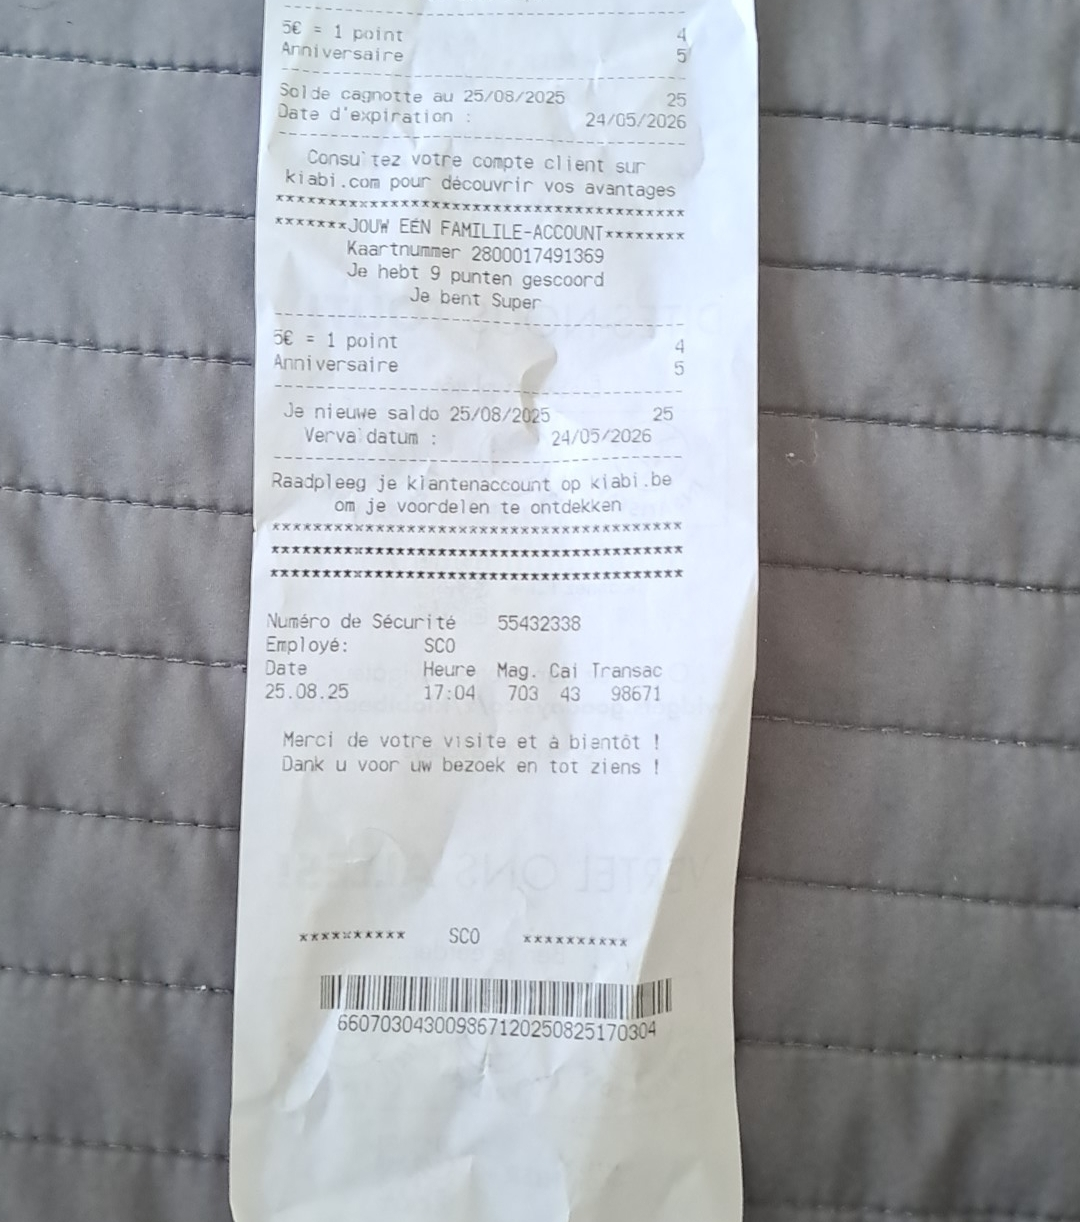 5€ = 1 point 4
Anniversaire 5
Solde cagnotte au 25/08/2025 25
Date d'expiration : 24/05/2026
Consultez votre compte client sur
kiabi.com pour découvrir vos avantages
****************************************
*******JOUW EEN FAMILILE-ACCOUNT********
Kaartnummer 2800017491369
Je hebt 9 punten gescoord
Je bent Super
5€ = 1 point 4
Anniversaire 5
Je nieuwe saldo 25/08/2025 25
Vervaldatum : 24/05/2026
Raadpleeg je klantenaccount op kiabi.be
om je voordelen te ontdekken
****************************************
****************************************
****************************************
Numéro de Sécurité 55432338
Employé: SCO
Date Heure Mag. Cai Transac
25.08.25 17:04 703 43 98671
Merci de votre visite et à bientôt !
Dank u voor uw bezoek en tot ziens !
********** SCO **********
660703043009867120250825170304